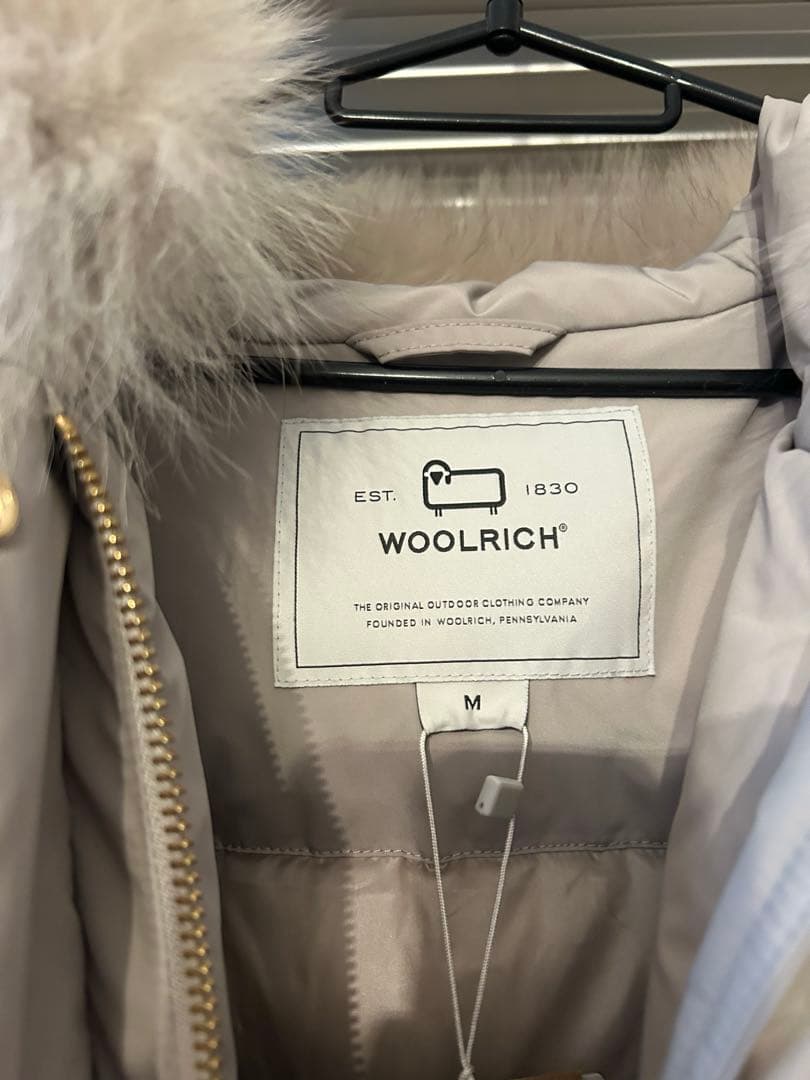 EST. 1830
WOOLRICH®
THE ORIGINAL OUTDOOR CLOTHING COMPANY
FOUNDED IN WOOLRICH, PENNSYLVANIA
M